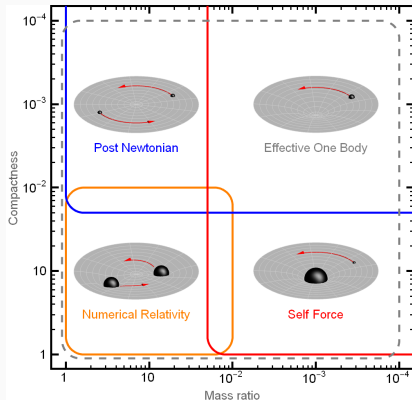 10⁻⁴
10⁻³
Post Newtonian
Effective One Body
10⁻²
Compactness
10
Numerical Relativity
Self Force
1
1
10
10⁻²
10⁻³
10⁻⁴
Mass ratio